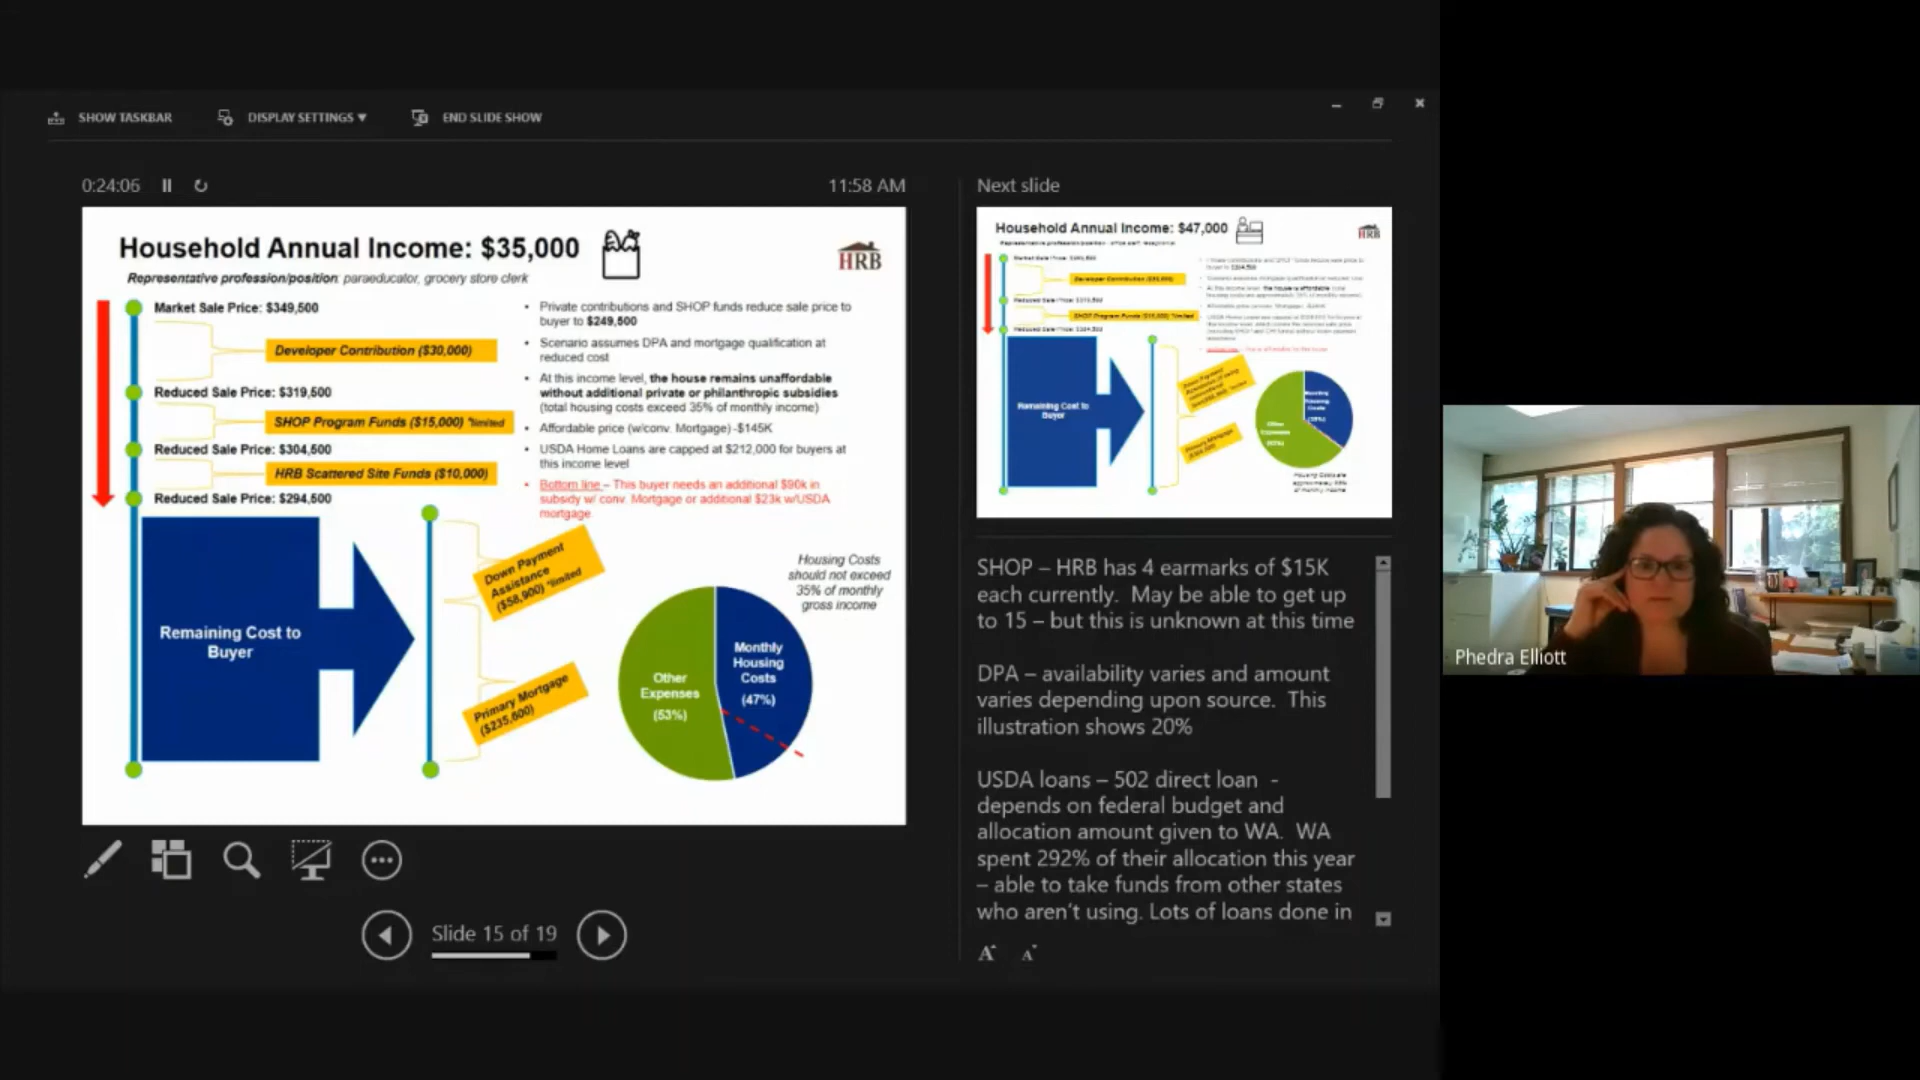 SHOW TASKBAR
DISPLAY SETTINGS ▼
END SLIDE SHOW
0:24:06
11:58 AM
Household Annual Income: $35,000
HRB
Representative profession/position: paraeducator, grocery store clerk
Market Sale Price: $349,500
Developer Contribution ($30,000)
Reduced Sale Price: $319,500
SHOP Program Funds ($15,000) *limited
Reduced Sale Price: $304,500
HRB Scattered Site Funds ($10,000)
Reduced Sale Price: $294,500
Remaining Cost to
Buyer
Down Payment
Assistance
($58,900) *limited
Primary Mortgage
($235,600)
• Private contributions and SHOP funds reduce sale price to
buyer to $249,500
• Scenario assumes DPA and mortgage qualification at
reduced cost
• At this income level, the house remains unaffordable
without additional private or philanthropic subsidies
(total housing costs exceed 35% of monthly income)
• Affordable price (w/conv. Mortgage) -$145K
• USDA Home Loans are capped at $212,000 for buyers at
this income level
• Bottom line – This buyer needs an additional $90k in
subsidy w/ conv. Mortgage or additional $23k w/USDA
mortgage.
Housing Costs
should not exceed
35% of monthly
gross income
Other
Expenses
(53%)
Monthly
Housing
Costs
(47%)
Slide 15 of 19
Next slide
Household Annual Income: $47,000
HRB
Remaining Cost to
Buyer
SHOP – HRB has 4 earmarks of $15K
each currently. May be able to get up
to 15 – but this is unknown at this time
DPA – availability varies and amount
varies depending upon source. This
illustration shows 20%
USDA loans – 502 direct loan -
depends on federal budget and
allocation amount given to WA. WA
spent 292% of their allocation this year
– able to take funds from other states
who aren't using. Lots of loans done in
A A
Phedra Elliott